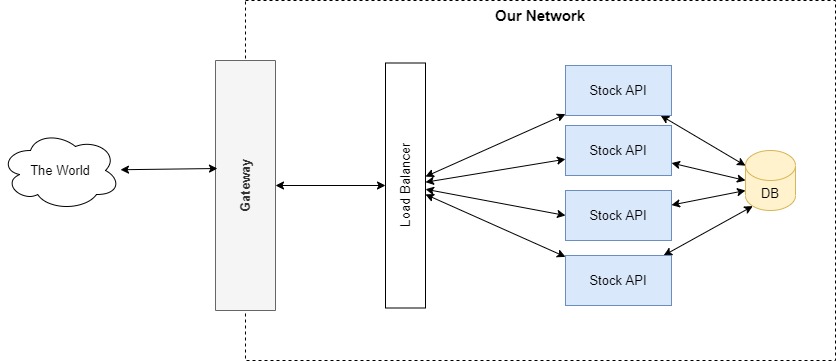 Our Network
The World
Gateway
Load Balancer
Stock API
Stock API
Stock API
Stock API
DB